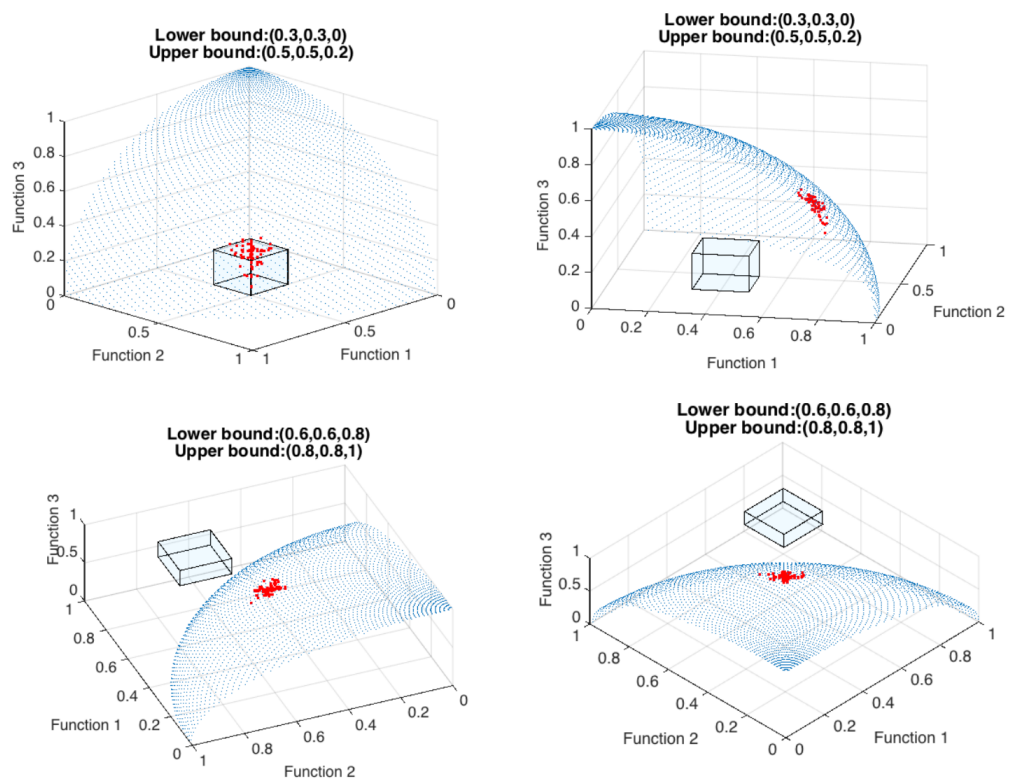 Lower bound:(0.3,0.3,0)
Upper bound:(0.5,0.5,0.2)
1
0.8
0.6
0.4
0.2
0
Function 3
0
0.5
1
Function 2
1
0.5
0
Function 1
Lower bound:(0.3,0.3,0)
Upper bound:(0.5,0.5,0.2)
1
0.8
0.6
0.4
0.2
0
Function 3
0
0.2
0.4
0.6
0.8
1
Function 1
0
0.5
1
Function 2
Lower bound:(0.6,0.6,0.8)
Upper bound:(0.8,0.8,1)
1
0.5
0
Function 3
1
0.8
0.6
0.4
0.2
0
Function 1
1
0.8
0.6
0.4
0.2
0
Function 2
Lower bound:(0.6,0.6,0.8)
Upper bound:(0.8,0.8,1)
1
0.5
0
Function 3
1
0.8
0.6
0.4
0.2
0
Function 2
0
0.2
0.4
0.6
0.8
1
Function 1